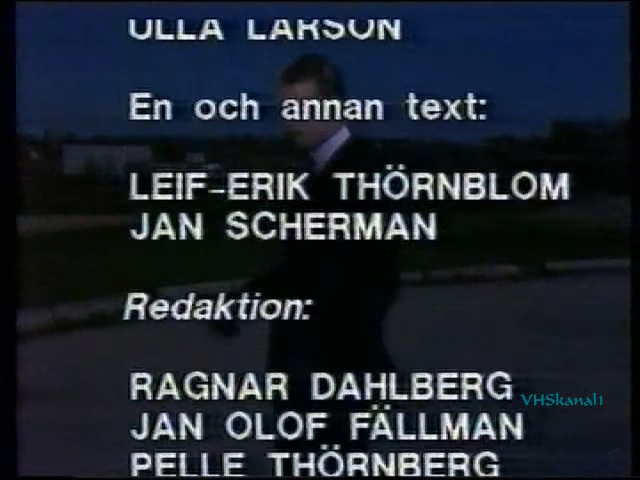 ULLA LARSON
En och annan text:
LEIF-ERIK THÖRNBLOM
JAN SCHERMAN
Redaktion:
RAGNAR DAHLBERG
VHSkanal1
JAN OLOF FÄLLMAN
PELLE THÖRNBERG